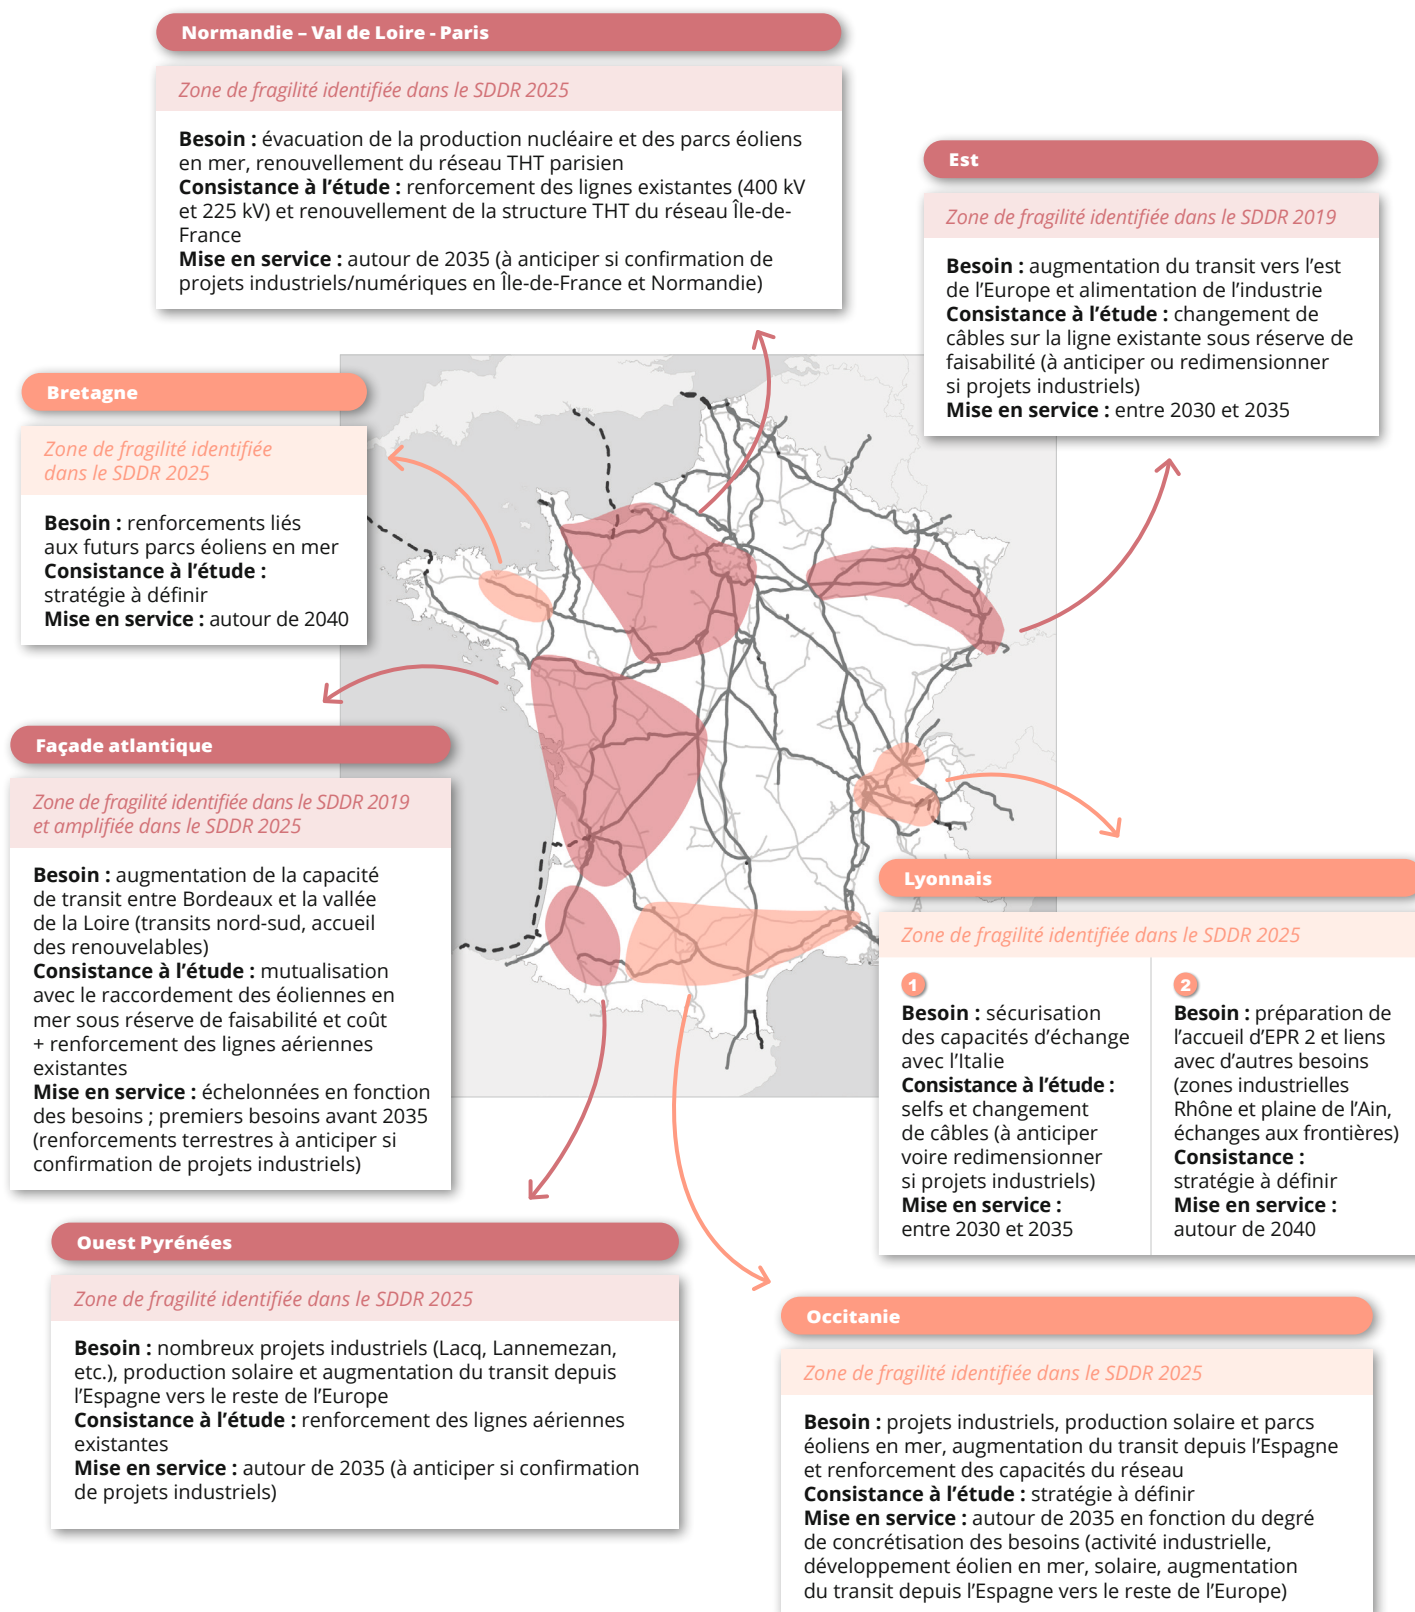 Normandie – Val de Loire - Paris
Zone de fragilité identifiée dans le SDDR 2025
Besoin : évacuation de la production nucléaire et des parcs éoliens
en mer, renouvellement du réseau THT parisien
Consistance à l’étude : renforcement des lignes existantes (400 kV
et 225 kV) et renouvellement de la structure THT du réseau Île-de-
France
Mise en service : autour de 2035 (à anticiper si confirmation de
projets industriels/numériques en Île-de-France et Normandie)
Est
Zone de fragilité identifiée dans le SDDR 2019
Besoin : augmentation du transit vers l’est
de l’Europe et alimentation de l’industrie
Consistance à l’étude : changement de
câbles sur la ligne existante sous réserve de
faisabilité (à anticiper ou redimensionner
si projets industriels)
Mise en service : entre 2030 et 2035
Bretagne
Zone de fragilité identifiée
dans le SDDR 2025
Besoin : renforcements liés
aux futurs parcs éoliens en mer
Consistance à l’étude :
stratégie à définir
Mise en service : autour de 2040
Façade atlantique
Zone de fragilité identifiée dans le SDDR 2019
et amplifiée dans le SDDR 2025
Besoin : augmentation de la capacité
de transit entre Bordeaux et la vallée
de la Loire (transits nord-sud, accueil
des renouvelables)
Consistance à l’étude : mutualisation
avec le raccordement des éoliennes en
mer sous réserve de faisabilité et coût
+ renforcement des lignes aériennes
existantes
Mise en service : échelonnées en fonction
des besoins ; premiers besoins avant 2035
(renforcements terrestres à anticiper si
confirmation de projets industriels)
Lyonnais
Zone de fragilité identifiée dans le SDDR 2025
1
Besoin : sécurisation
des capacités d’échange
avec l’Italie
Consistance à l’étude :
selfs et changement
de câbles (à anticiper
voire redimensionner
si projets industriels)
Mise en service :
entre 2030 et 2035
2
Besoin : préparation de
l’accueil d’EPR 2 et liens
avec d’autres besoins
(zones industrielles
Rhône et plaine de l’Ain,
échanges aux frontières)
Consistance :
stratégie à définir
Mise en service :
autour de 2040
Ouest Pyrénées
Zone de fragilité identifiée dans le SDDR 2025
Besoin : nombreux projets industriels (Lacq, Lannemezan,
etc.), production solaire et augmentation du transit depuis
l’Espagne vers le reste de l’Europe
Consistance à l’étude : renforcement des lignes aériennes
existantes
Mise en service : autour de 2035 (à anticiper si confirmation
de projets industriels)
Occitanie
Zone de fragilité identifiée dans le SDDR 2025
Besoin : projets industriels, production solaire et parcs
éoliens en mer, augmentation du transit depuis l’Espagne
et renforcement des capacités du réseau
Consistance à l’étude : stratégie à définir
Mise en service : autour de 2035 en fonction du degré
de concrétisation des besoins (activité industrielle,
développement éolien en mer, solaire, augmentation
du transit depuis l’Espagne vers le reste de l’Europe)